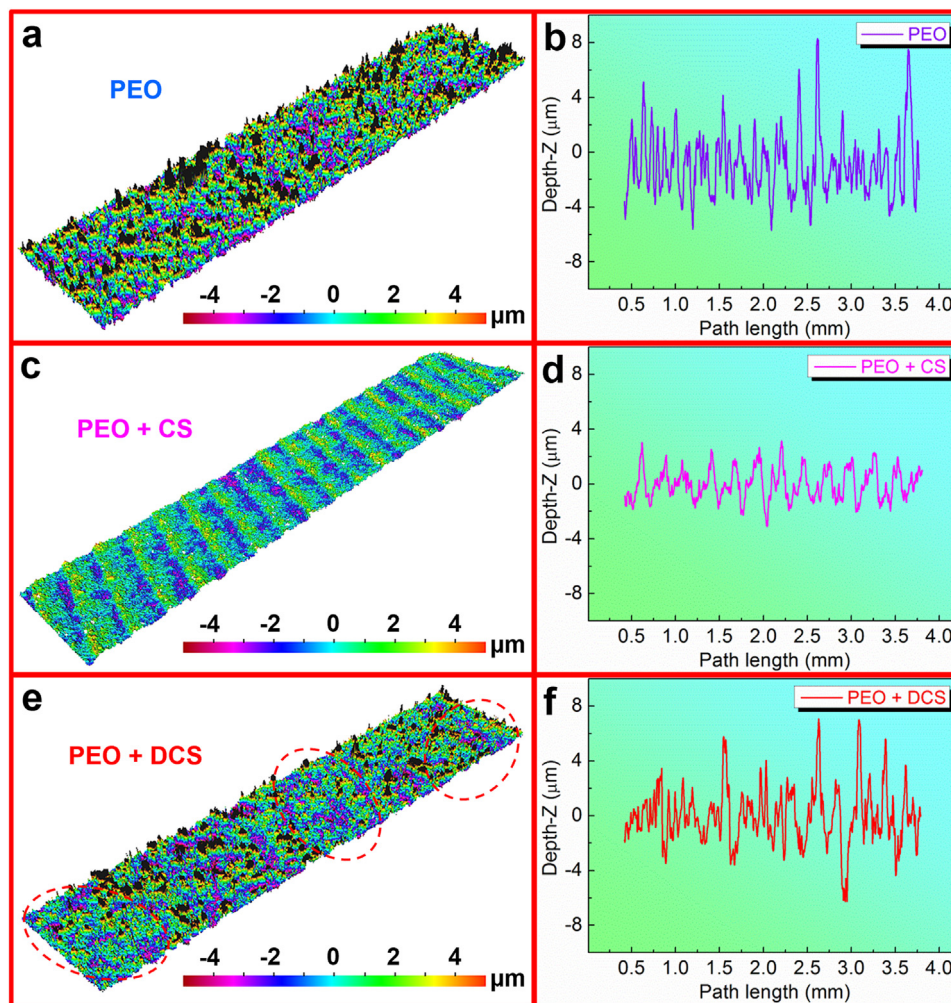 a
PEO
-4 -2 0 2 4 μm
b
PEO
8
4
0
-4
-8
Depth-Z (μm)
0.5 1.0 1.5 2.0 2.5 3.0 3.5 4.0
Path length (mm)
c
PEO + CS
-4 -2 0 2 4 μm
d
PEO + CS
8
4
0
-4
-8
Depth-Z (μm)
0.5 1.0 1.5 2.0 2.5 3.0 3.5 4.0
Path length (mm)
e
PEO + DCS
-4 -2 0 2 4 μm
f
PEO + DCS
8
4
0
-4
-8
Depth-Z (μm)
0.5 1.0 1.5 2.0 2.5 3.0 3.5 4.0
Path length (mm)